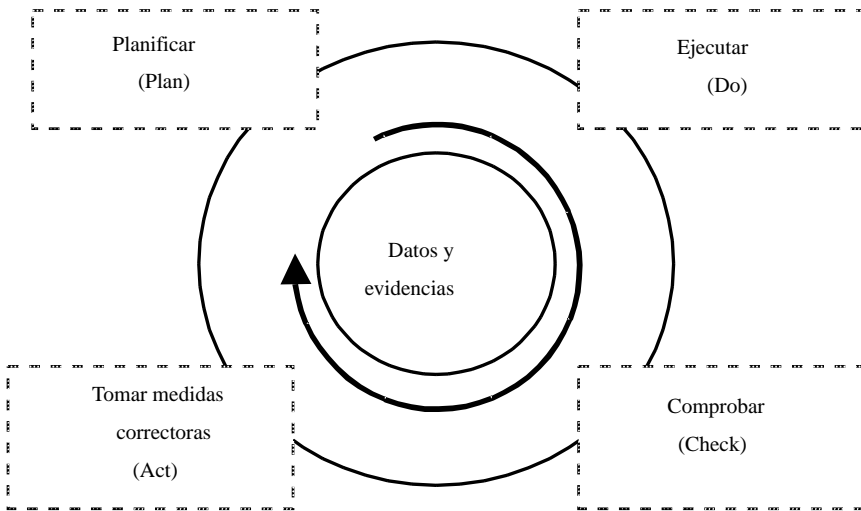 Planificar
(Plan)
Ejecutar
(Do)
Datos y
evidencias
Tomar medidas
correctoras
(Act)
Comprobar
(Check)